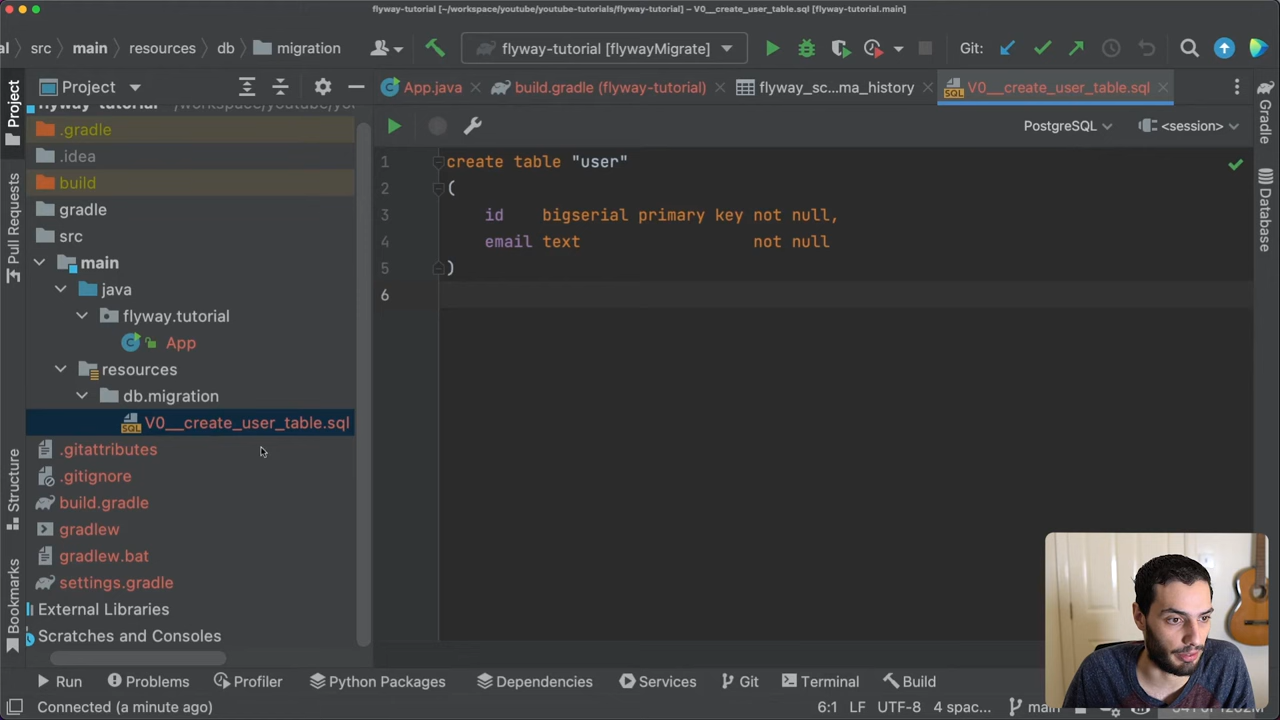 flyway-tutorial [~/workspace/youtube/youtube-tutorials/flyway-tutorial] – V0__create_user_table.sql [flyway-tutorial.main]
al src main resources db migration flyway-tutorial [flywayMigrate] Git:
Project App.java build.gradle (flyway-tutorial) flyway_sc...ma_history V0__create_user_table.sql
PostgreSQL <session>
Project
Pull Requests
Structure
Bookmarks
flyway-tutorial
.gradle
.idea
build
gradle
src
main
java
flyway.tutorial
App
resources
db.migration
V0__create_user_table.sql
.gitattributes
.gitignore
build.gradle
gradlew
gradlew.bat
settings.gradle
External Libraries
Scratches and Consoles
1 create table "user"
2 (
3 id bigserial primary key not null,
4 email text not null
5 )
6
Gradle
Database
Run Problems Profiler Python Packages Dependencies Services Git Terminal Build
Connected (a minute ago) 6:1 LF UTF-8 4 spac... main